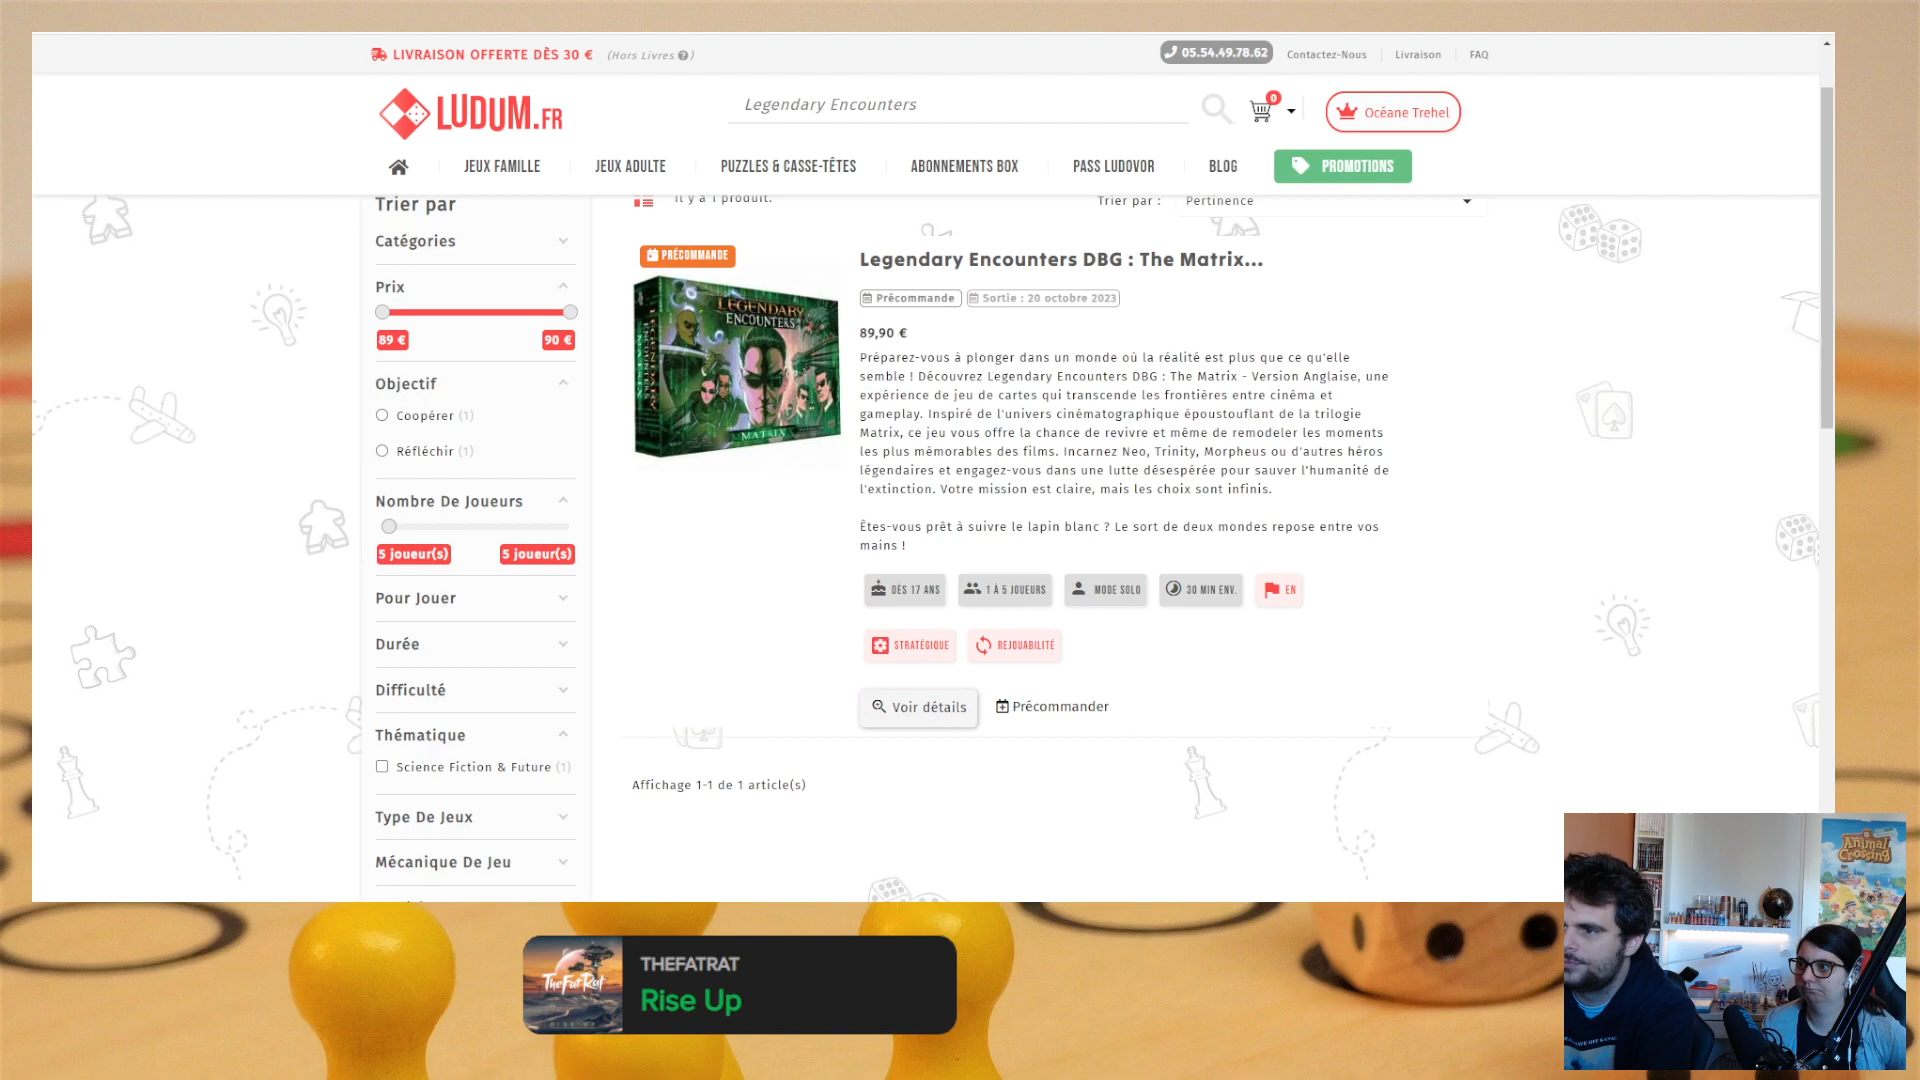 LIVRAISON OFFERTE DÈS 30 € (Hors Livres ?)
05.54.49.78.62 Contactez-Nous Livraison FAQ
LUDUM.FR
Legendary Encounters
0
Océane Trehel
JEUX FAMILLE JEUX ADULTE PUZZLES & CASSE-TÊTES ABONNEMENTS BOX PASS LUDOVOR BLOG PROMOTIONS
Trier par
Il y a 1 produit.
Trier par : Pertinence
Catégories
Prix
89 € 90 €
Objectif
Coopérer (1)
Réfléchir (1)
Nombre De Joueurs
5 joueur(s) 5 joueur(s)
Pour Jouer
Durée
Difficulté
Thématique
Science Fiction & Future (1)
Type De Jeux
Mécanique De Jeu
PRÉCOMMANDE
LEGENDARY
ENCOUNTERS
MATRIX
LEGENDARY
Legendary Encounters DBG : The Matrix...
Précommande Sortie : 20 octobre 2023
89,90 €
Préparez-vous à plonger dans un monde où la réalité est plus que ce qu'elle
semble ! Découvrez Legendary Encounters DBG : The Matrix - Version Anglaise, une
expérience de jeu de cartes qui transcende les frontières entre cinéma et
gameplay. Inspiré de l'univers cinématographique époustouflant de la trilogie
Matrix, ce jeu vous offre la chance de revivre et même de remodeler les moments
les plus mémorables des films. Incarnez Neo, Trinity, Morpheus ou d'autres héros
légendaires et engagez-vous dans une lutte désespérée pour sauver l'humanité de
l'extinction. Votre mission est claire, mais les choix sont infinis.
Êtes-vous prêt à suivre le lapin blanc ? Le sort de deux mondes repose entre vos
mains !
DÈS 17 ANS 1 À 5 JOUEURS MODE SOLO 30 MIN ENV. EN
STRATÉGIQUE REJOUABILITÉ
Voir détails Précommander
Affichage 1-1 de 1 article(s)
TheFatRat
RISE UP
THEFATRAT
Rise Up
Animal
Crossing